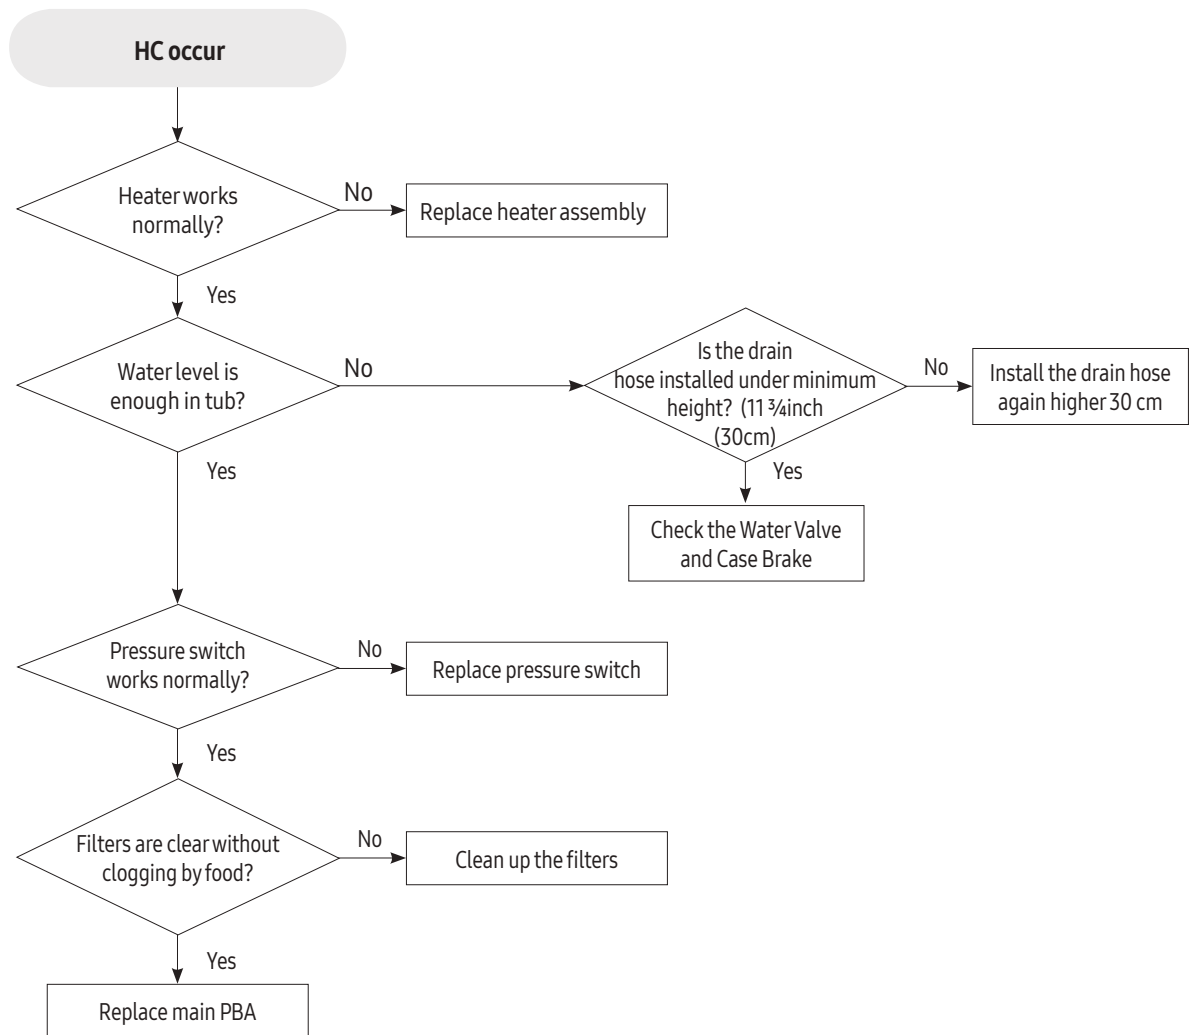 HC occur
Heater works
normally?
No
Replace heater assembly
Yes
Water level is
enough in tub?
No
Is the drain
hose installed under minimum
height? (11 ¾inch
(30cm)
No
Install the drain hose
again higher 30 cm
Yes
Check the Water Valve
and Case Brake
Yes
Pressure switch
works normally?
No
Replace pressure switch
Yes
Filters are clear without
clogging by food?
No
Clean up the filters
Yes
Replace main PBA